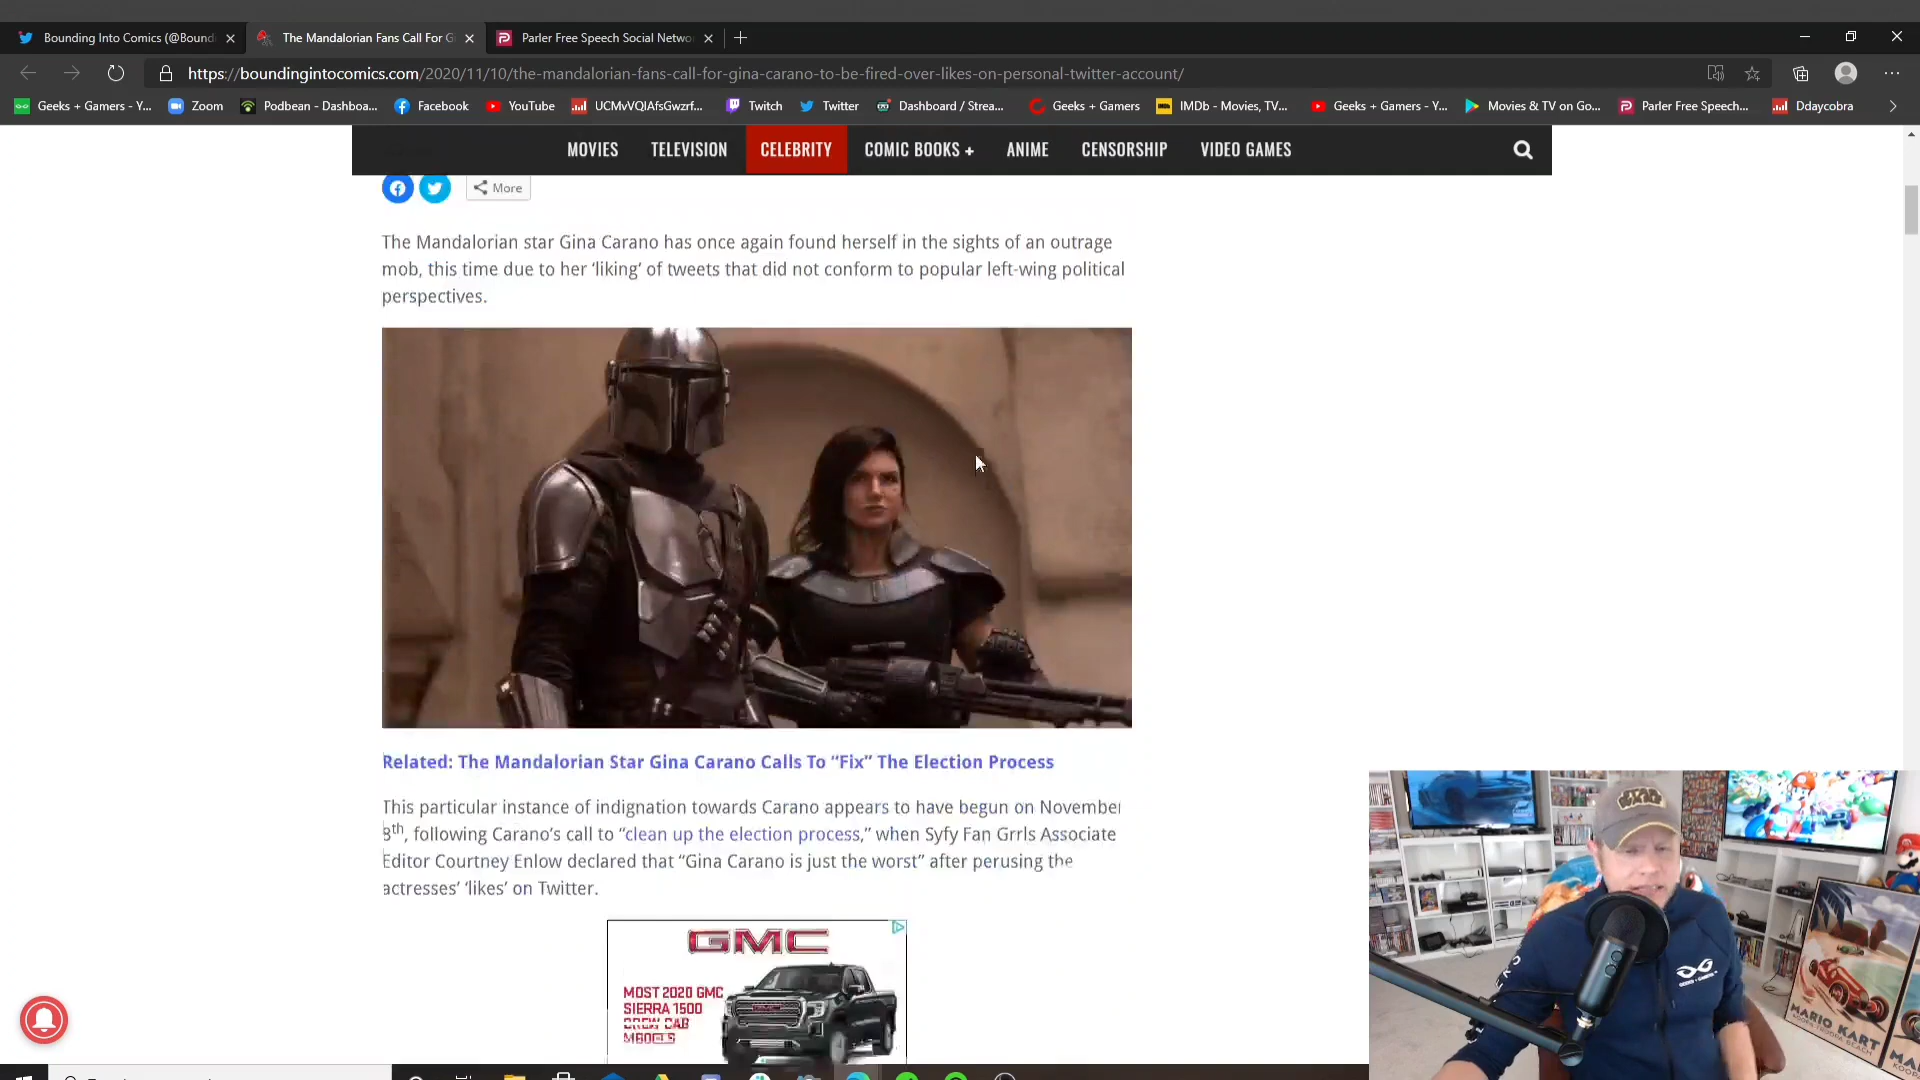 Bounding Into Comics (@Bound
The Mandalorian Fans Call For Gi
Parler Free Speech Social Netwo
https://boundingintocomics.com/2020/11/10/the-mandalorian-fans-call-for-gina-carano-to-be-fired-over-likes-on-personal-twitter-account/
Geeks + Gamers - Y... Zoom Podbean - Dashboa... Facebook YouTube UCMvVQIAfsGwzrf... Twitch Twitter Dashboard / Strea... Geeks + Gamers IMDb - Movies, TV... Geeks + Gamers - Y... Movies & TV on Go... Parler Free Speech... Ddaycobra
MOVIES TELEVISION CELEBRITY COMIC BOOKS + ANIME CENSORSHIP VIDEO GAMES
More
The Mandalorian star Gina Carano has once again found herself in the sights of an outrage
mob, this time due to her ‘liking’ of tweets that did not conform to popular left-wing political
perspectives.
Related: The Mandalorian Star Gina Carano Calls To “Fix” The Election Process
This particular instance of indignation towards Carano appears to have begun on November
8th, following Carano’s call to “clean up the election process,” when Syfy Fan Grrls Associate
Editor Courtney Enlow declared that “Gina Carano is just the worst” after perusing the
actresses’ ‘likes’ on Twitter.
GMC
MOST 2020 GMC
SIERRA 1500
CREW CAB
MODELS
STAR WARS
MARIO KART